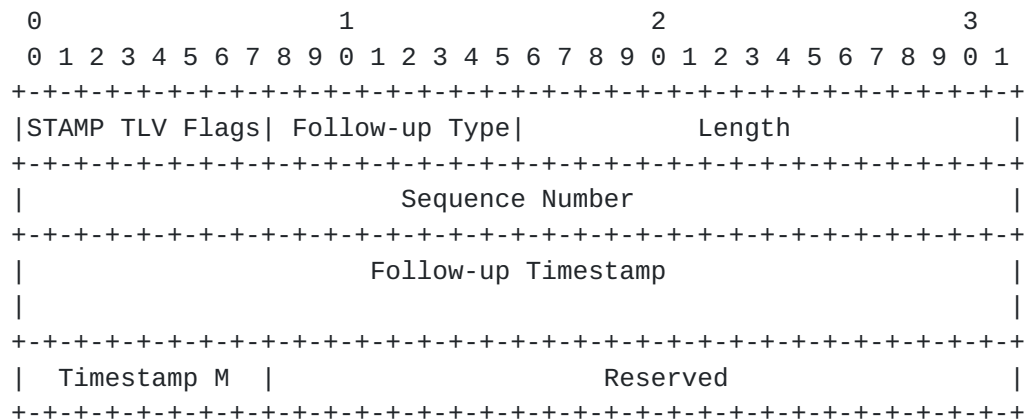 0                   1                   2                   3
 0 1 2 3 4 5 6 7 8 9 0 1 2 3 4 5 6 7 8 9 0 1 2 3 4 5 6 7 8 9 0 1
+-+-+-+-+-+-+-+-+-+-+-+-+-+-+-+-+-+-+-+-+-+-+-+-+-+-+-+-+-+-+-+-+
|STAMP TLV Flags| Follow-up Type|           Length              |
+-+-+-+-+-+-+-+-+-+-+-+-+-+-+-+-+-+-+-+-+-+-+-+-+-+-+-+-+-+-+-+-+
|                        Sequence Number                        |
+-+-+-+-+-+-+-+-+-+-+-+-+-+-+-+-+-+-+-+-+-+-+-+-+-+-+-+-+-+-+-+-+
|                      Follow-up Timestamp                      |
|                                                               |
+-+-+-+-+-+-+-+-+-+-+-+-+-+-+-+-+-+-+-+-+-+-+-+-+-+-+-+-+-+-+-+-+
|  Timestamp M  |                     Reserved                  |
+-+-+-+-+-+-+-+-+-+-+-+-+-+-+-+-+-+-+-+-+-+-+-+-+-+-+-+-+-+-+-+-+